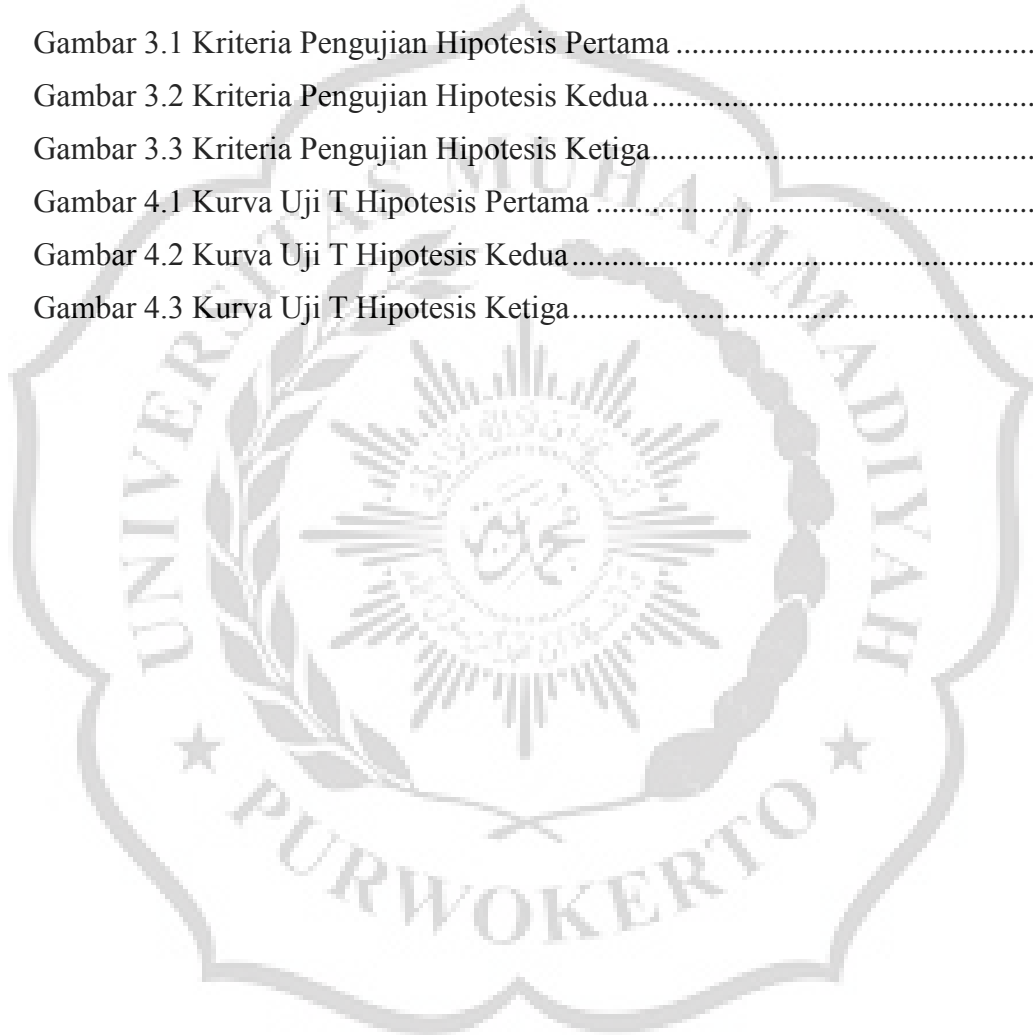 Gambar 3.1 Kriteria Pengujian Hipotesis Pertama ......................................
Gambar 3.2 Kriteria Pengujian Hipotesis Kedua.........................................
Gambar 3.3 Kriteria Pengujian Hipotesis Ketiga.........................................
Gambar 4.1 Kurva Uji T Hipotesis Pertama ................................................
Gambar 4.2 Kurva Uji T Hipotesis Kedua...................................................
Gambar 4.3 Kurva Uji T Hipotesis Ketiga...................................................
UNIVERSITAS MUHAMMADIYAH
PURWOKERTO